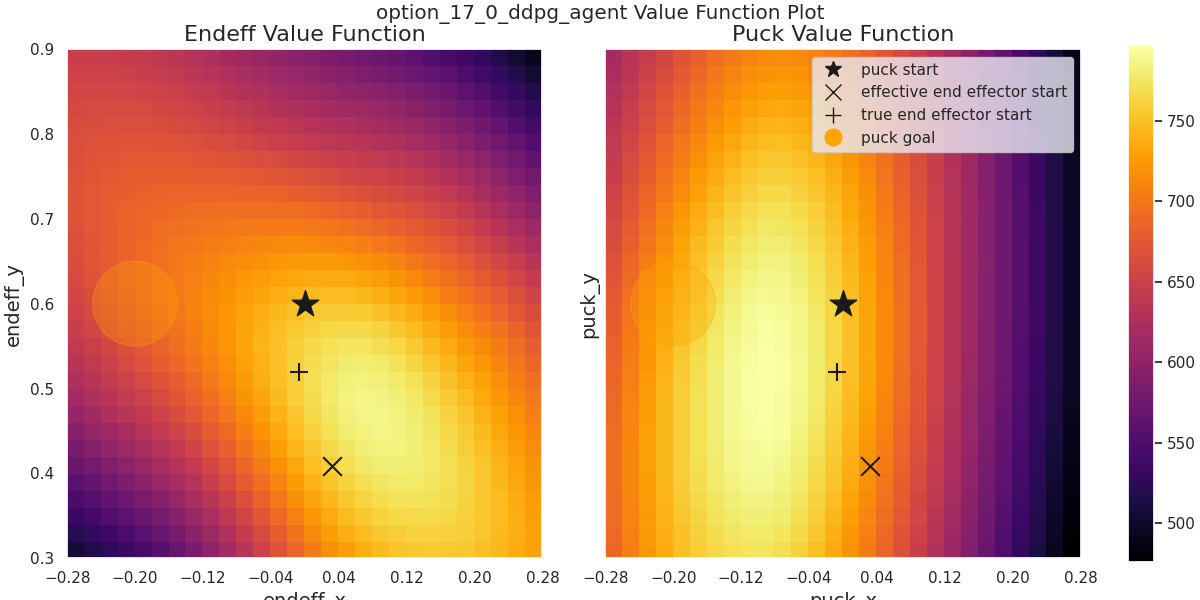 option_17_0_ddpg_agent Value Function Plot
Endeff Value Function
Puck Value Function
0.9
0.8
0.7
0.6
0.5
0.4
0.3
endeff_y
−0.28 −0.20 −0.12 −0.04 0.04 0.12 0.20 0.28
endeff_x
puck_y
puck start
effective end effector start
true end effector start
puck goal
−0.28 −0.20 −0.12 −0.04 0.04 0.12 0.20 0.28
puck_x
750
700
650
600
550
500